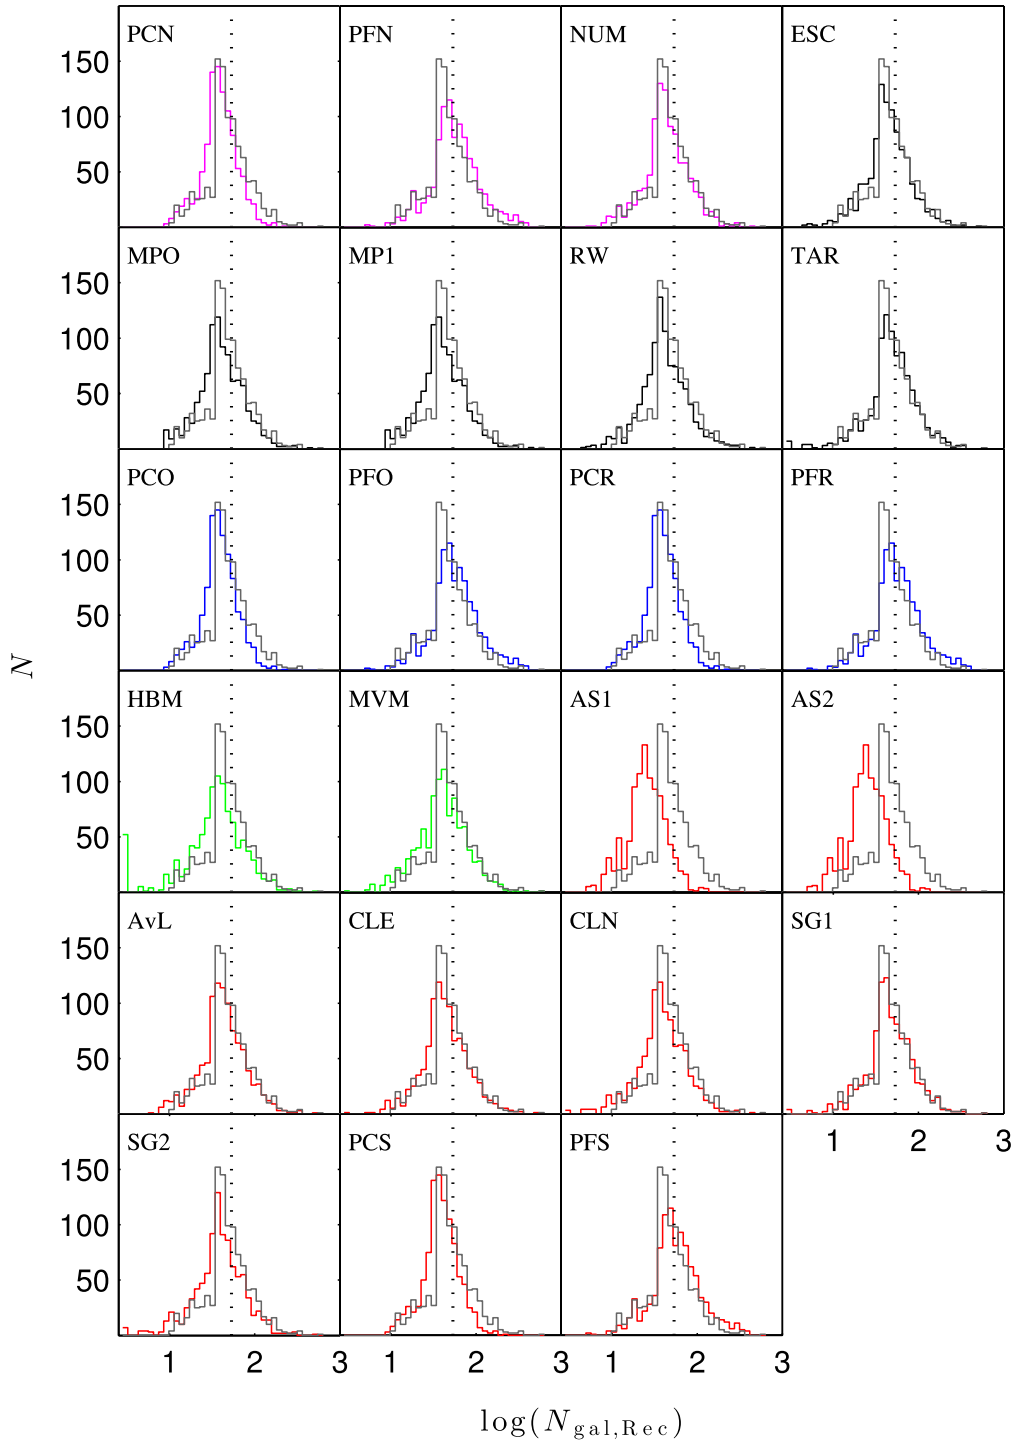 PCN PFN NUM ESC
150
100
50
MPO MP1 RW TAR
150
100
50
PCO PFO PCR PFR
150
100
50
N
HBM MVM AS1 AS2
150
100
50
AvL CLE CLN SG1
150
100
50
1 2 3
SG2 PCS PFS
150
100
50
1 2 3 1 2 3 1 2 3
log(N_gal,Rec)